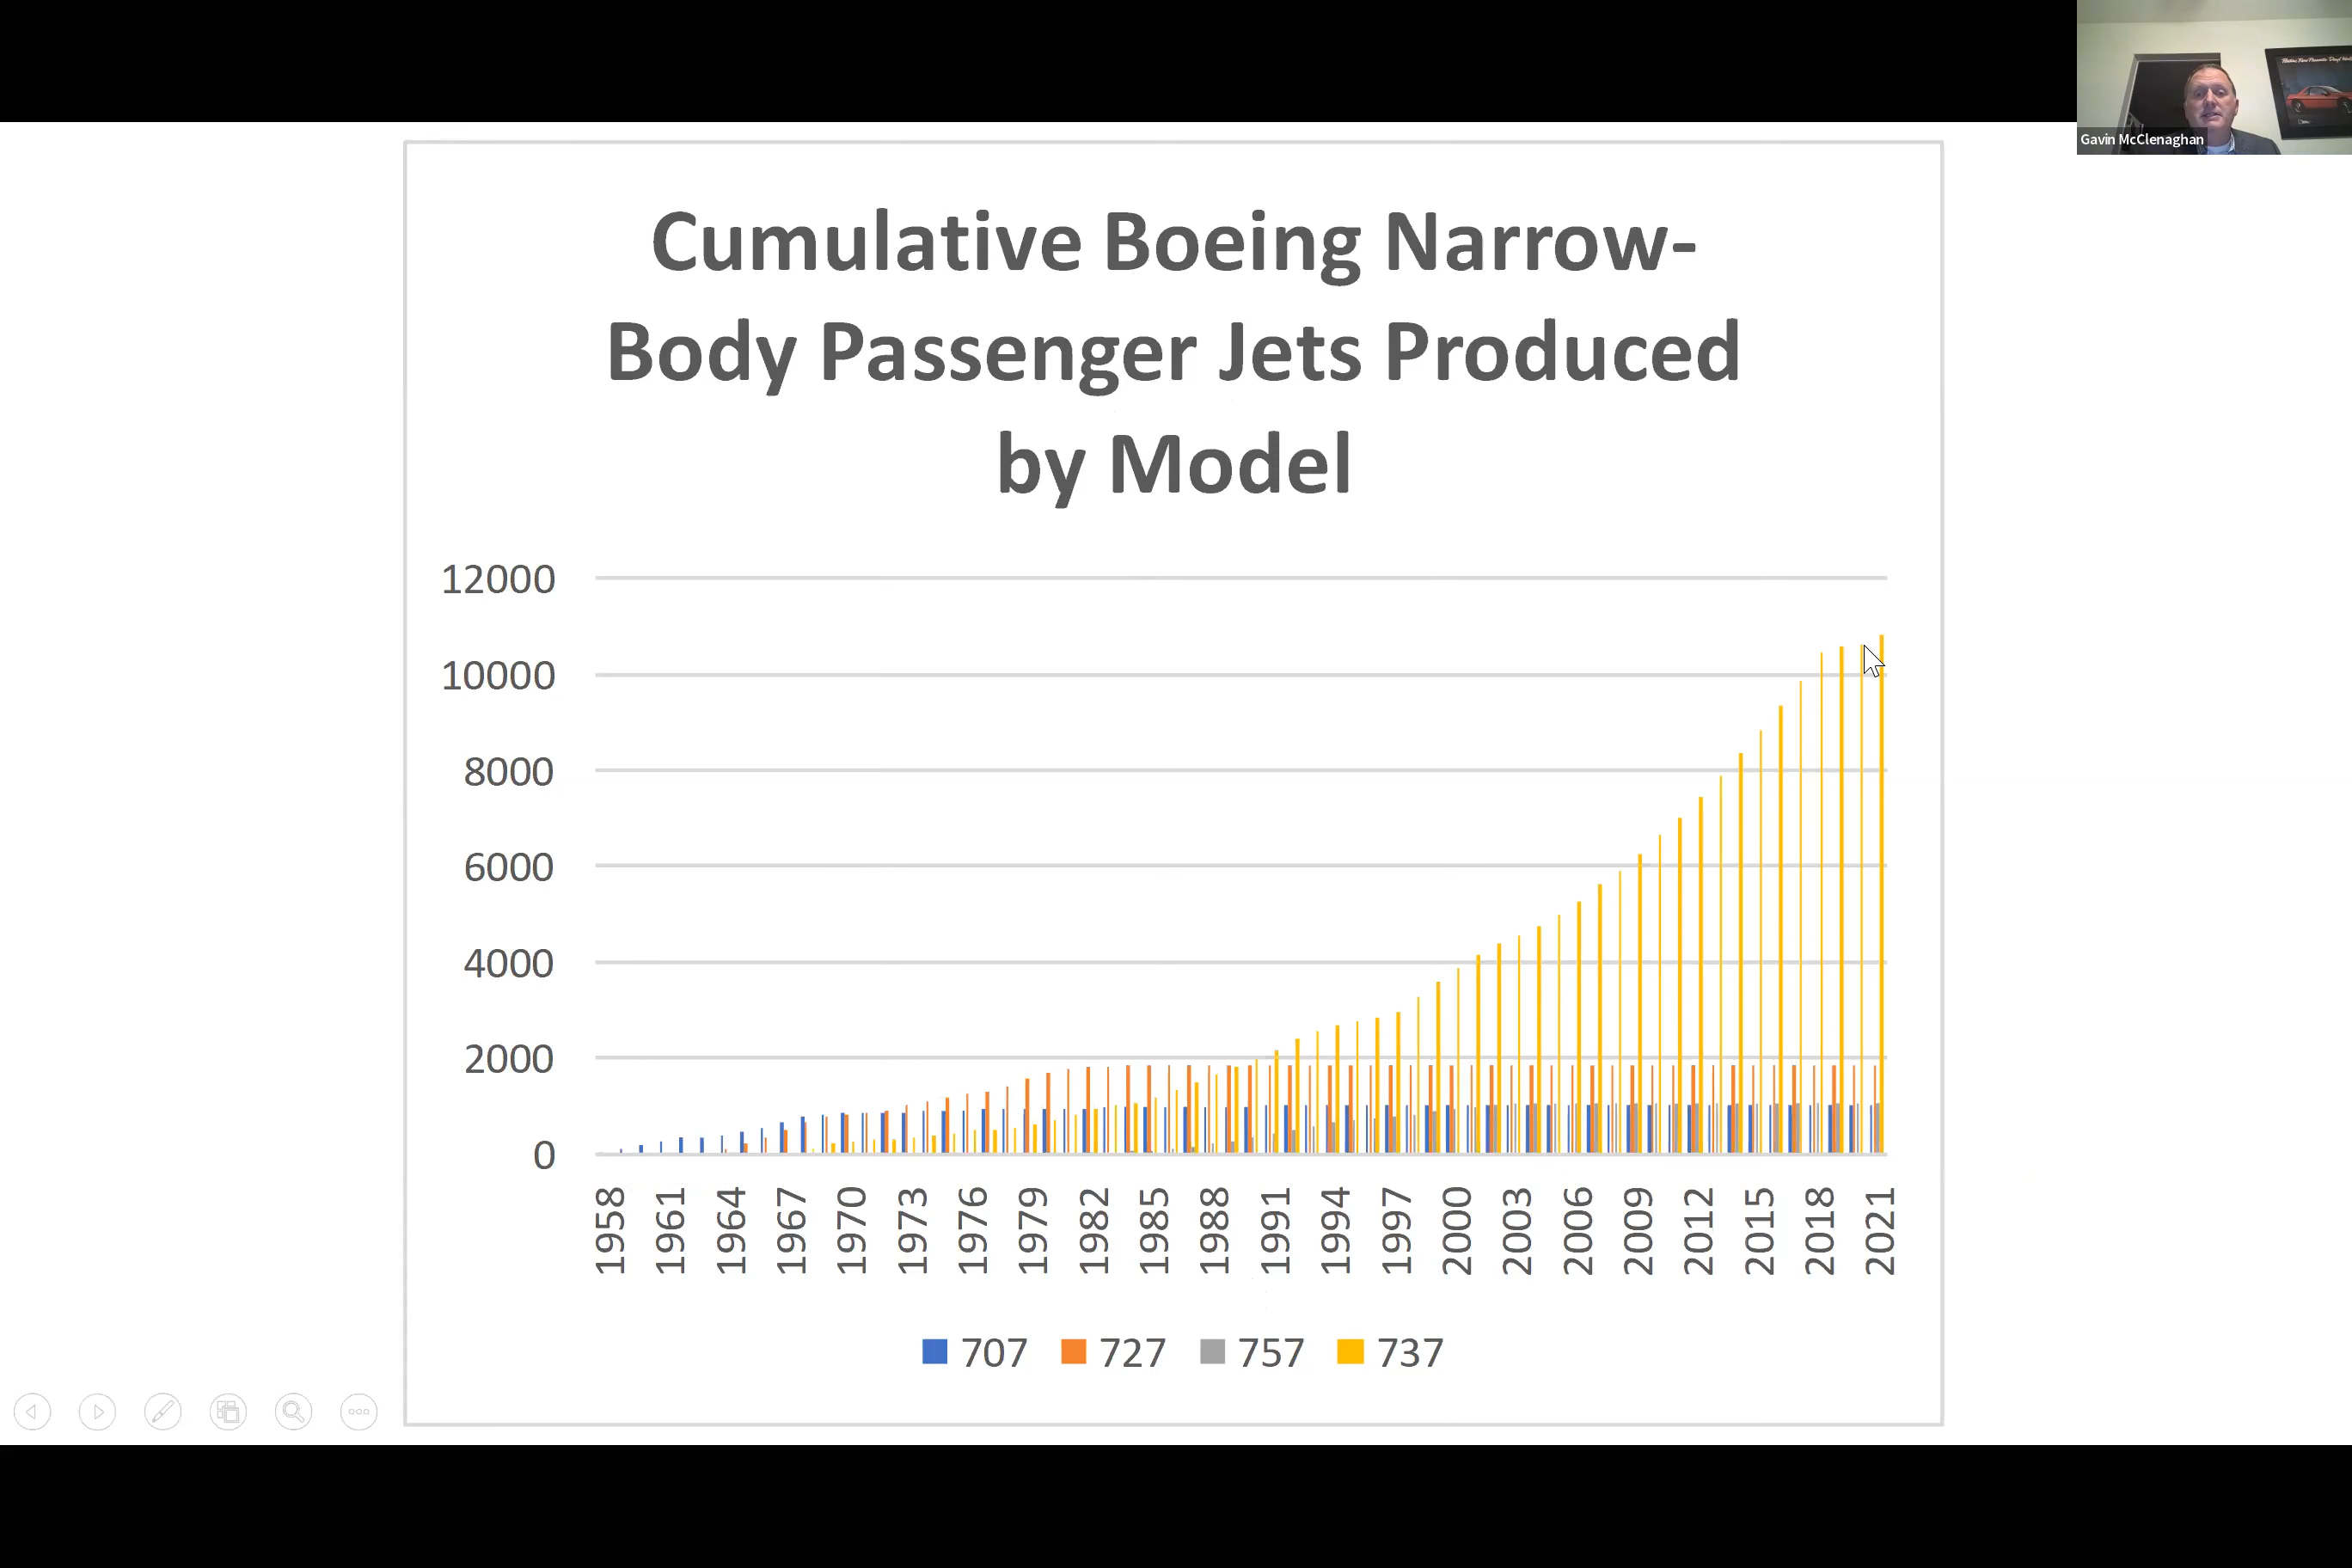 Gavin McClenaghan
Cumulative Boeing Narrow-
Body Passenger Jets Produced
by Model
12000
10000
8000
6000
4000
2000
0
1958 1961 1964 1967 1970 1973 1976 1979 1982 1985 1988 1991 1994 1997 2000 2003 2006 2009 2012 2015 2018 2021
707 727 757 737